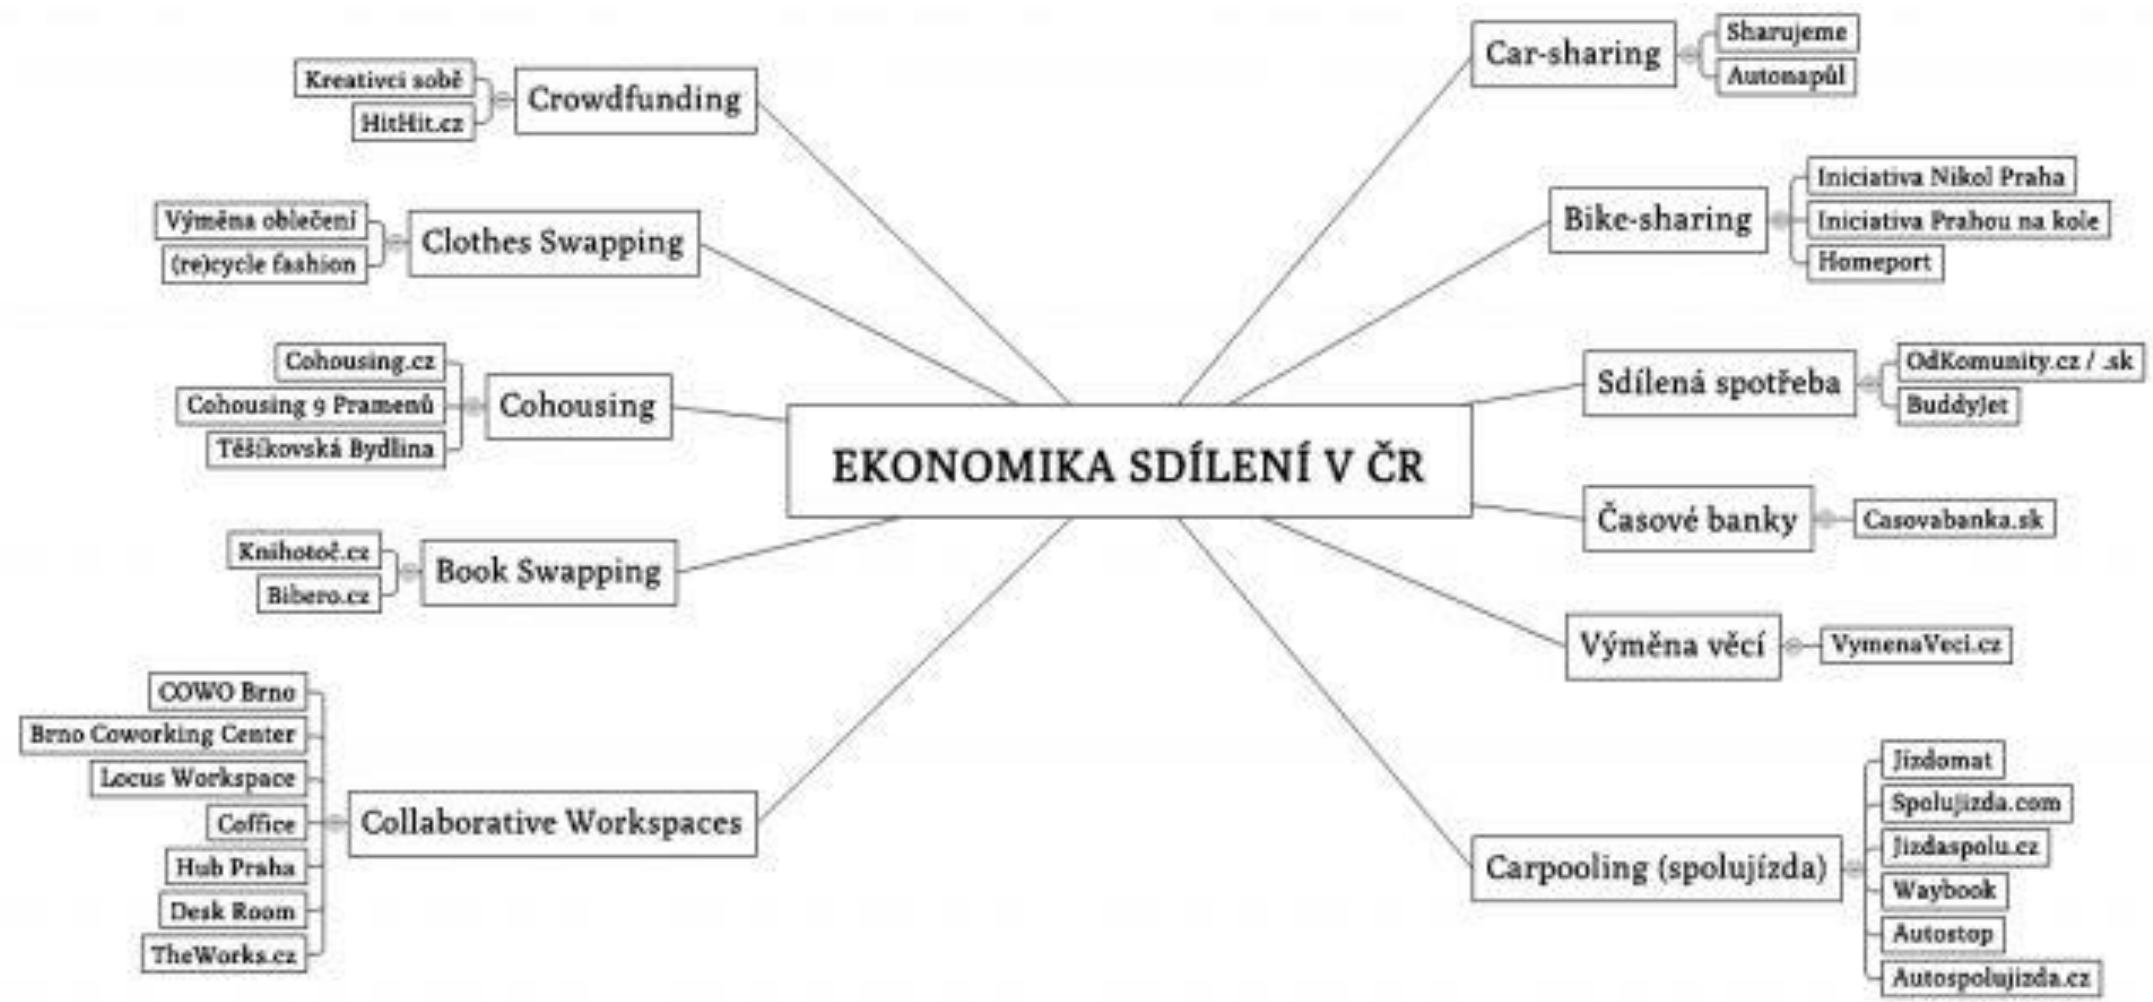 EKONOMIKA SDÍLENÍ V ČR
Crowdfunding
Kreativci sobě
HitHit.cz
Clothes Swapping
Výměna oblečení
(re)cycle fashion
Cohousing
Cohousing.cz
Cohousing 9 Pramenů
Těšíkovská Bydlina
Book Swapping
Knihotoč.cz
Bibero.cz
Collaborative Workspaces
COWO Brno
Brno Coworking Center
Locus Workspace
Coffice
Hub Praha
Desk Room
TheWorks.cz
Car-sharing
Sharujeme
Autonapůl
Bike-sharing
Iniciativa Nikol Praha
Iniciativa Prahou na kole
Homeport
Sdílená spotřeba
OdKomunity.cz / .sk
BuddyJet
Časové banky
Casovabanka.sk
Výměna věcí
VymenaVeci.cz
Carpooling (spolujízda)
Jízdomat
Spolujizda.com
Jizdaspolu.cz
Waybook
Autostop
Autospolujizda.cz